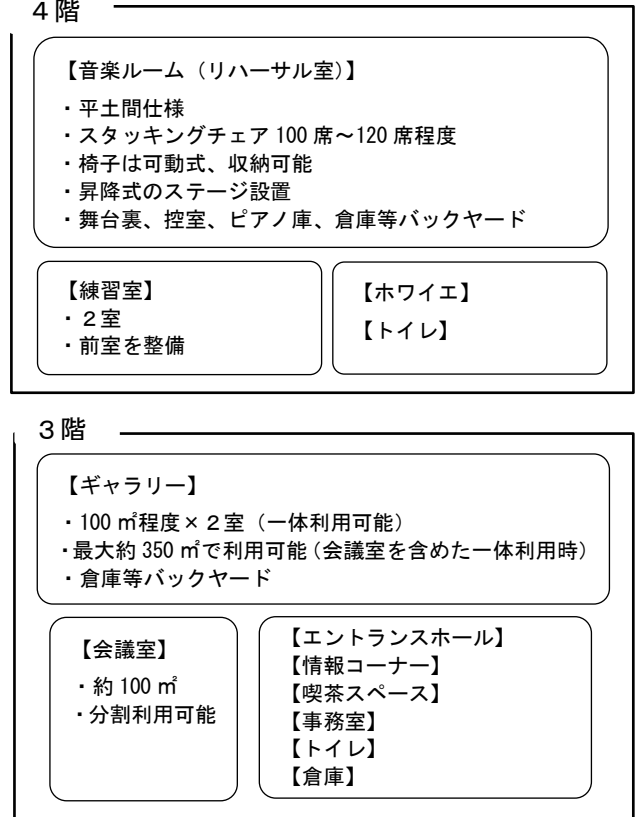 ４階
【音楽ルーム（リハーサル室）】
・平土間仕様
・スタッキングチェア 100 席～120 席程度
・椅子は可動式、収納可能
・昇降式のステージ設置
・舞台裏、控室、ピアノ庫、倉庫等バックヤード
【練習室】
・２室
・前室を整備
【ホワイエ】
【トイレ】
３階
【ギャラリー】
・100 ㎡程度×２室（一体利用可能）
・最大約 350 ㎡で利用可能（会議室を含めた一体利用時）
・倉庫等バックヤード
【会議室】
・約 100 ㎡
・分割利用可能
【エントランスホール】
【情報コーナー】
【喫茶スペース】
【事務室】
【トイレ】
【倉庫】